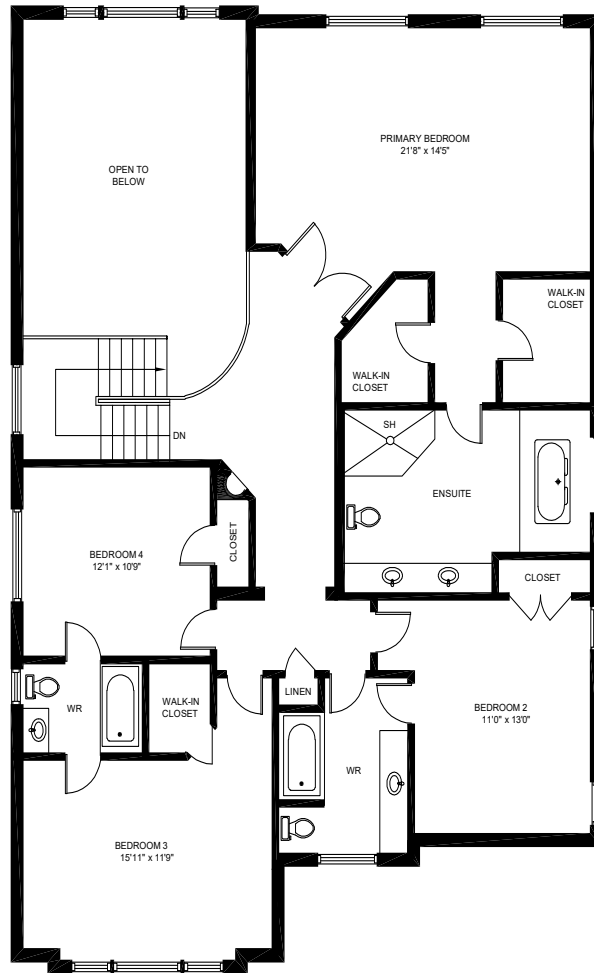 PRIMARY BEDROOM
21'8" x 14'5"
OPEN TO
BELOW
WALK-IN
CLOSET
WALK-IN
CLOSET
SH
DN
ENSUITE
CLOSET
BEDROOM 4
12'1" x 10'9"
CLOSET
LINEN
WALK-IN
CLOSET
WR
BEDROOM 2
11'0" x 13'0"
WR
BEDROOM 3
15'11" x 11'9"